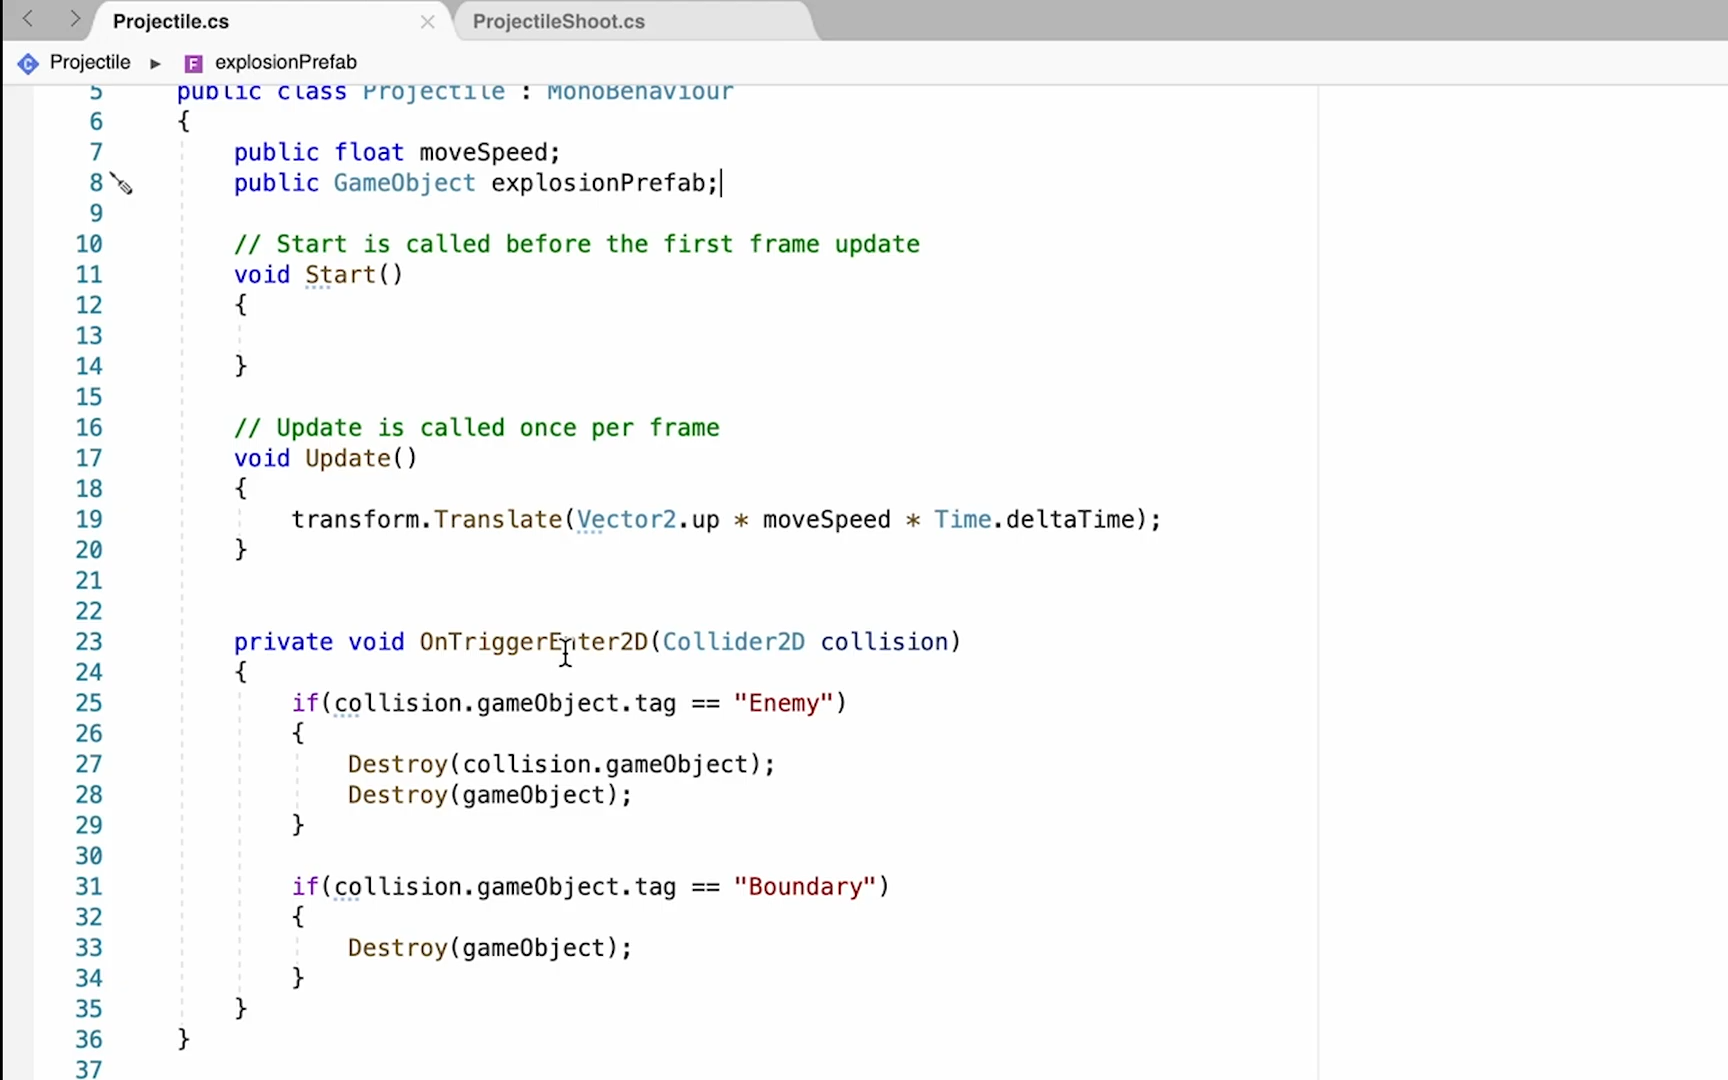 Projectile.cs
ProjectileShoot.cs
Projectile ▸ F explosionPrefab
5 public class Projectile : MonoBehaviour
6 {
7 public float moveSpeed;
8 public GameObject explosionPrefab;
9
10 // Start is called before the first frame update
11 void Start()
12 {
13
14 }
15
16 // Update is called once per frame
17 void Update()
18 {
19 transform.Translate(Vector2.up * moveSpeed * Time.deltaTime);
20 }
21
22
23 private void OnTriggerEnter2D(Collider2D collision)
24 {
25 if(collision.gameObject.tag == "Enemy")
26 {
27 Destroy(collision.gameObject);
28 Destroy(gameObject);
29 }
30
31 if(collision.gameObject.tag == "Boundary")
32 {
33 Destroy(gameObject);
34 }
35 }
36 }
37